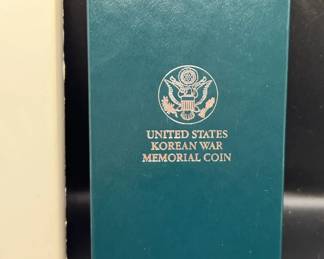 UNITED STATES
KOREAN WAR
MEMORIAL COIN